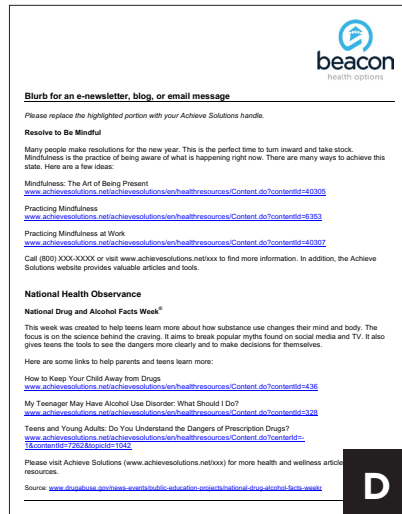 beacon
health options
Blurb for an e-newsletter, blog, or email message
Please replace the highlighted portion with your Achieve Solutions handle.
Resolve to Be Mindful
Many people make resolutions for the new year. This is the perfect time to turn inward and take stock.
Mindfulness is the practice of being aware of what is happening right now. There are many ways to achieve this
state. Here are a few ideas:
Mindfulness: The Art of Being Present
www.achievesolutions.net/achievesolutions/en/healthresources/Content.do?contentId=40305
Practicing Mindfulness
www.achievesolutions.net/achievesolutions/en/healthresources/Content.do?contentId=6353
Practicing Mindfulness at Work
www.achievesolutions.net/achievesolutions/en/healthresources/Content.do?contentId=40307
Call (800) XXX-XXXX or visit www.achievesolutions.net/xxx to find more information. In addition, the Achieve
Solutions website provides valuable articles and tools.
National Health Observance
National Drug and Alcohol Facts Week®
This week was created to help teens learn more about how substance use changes their mind and body. The
focus is on the science behind the craving. It aims to break popular myths found on social media and TV. It also
gives teens the tools to see the dangers more clearly and to make decisions for themselves.
Here are some links to help parents and teens learn more:
How to Keep Your Child Away from Drugs
www.achievesolutions.net/achievesolutions/en/healthresources/Content.do?contentId=436
My Teenager May Have Alcohol Use Disorder: What Should I Do?
www.achievesolutions.net/achievesolutions/en/healthresources/Content.do?contentId=328
Teens and Young Adults: Do You Understand the Dangers of Prescription Drugs?
www.achievesolutions.net/achievesolutions/en/healthresources/Content.do?centerId=-
1&contentId=7262&topicId=1042
Please visit Achieve Solutions (www.achievesolutions.net/xxx) for more health and wellness article
resources.
Source: www.drugabuse.gov/news-events/public-education-projects/national-drug-alcohol-facts-weekr
D